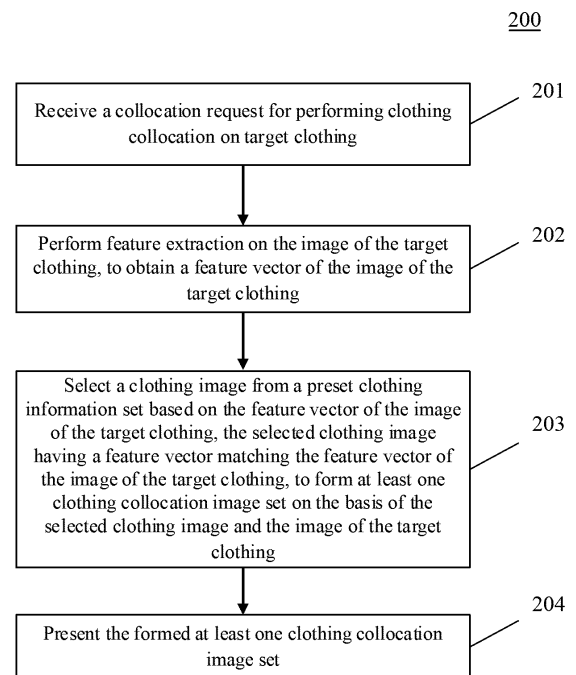 200
201
Receive a collocation request for performing clothing
collocation on target clothing
202
Perform feature extraction on the image of the target
clothing, to obtain a feature vector of the image of the
target clothing
203
Select a clothing image from a preset clothing
information set based on the feature vector of the image
of the target clothing, the selected clothing image
having a feature vector matching the feature vector of
the image of the target clothing, to form at least one
clothing collocation image set on the basis of the
selected clothing image and the image of the target
clothing
204
Present the formed at least one clothing collocation
image set